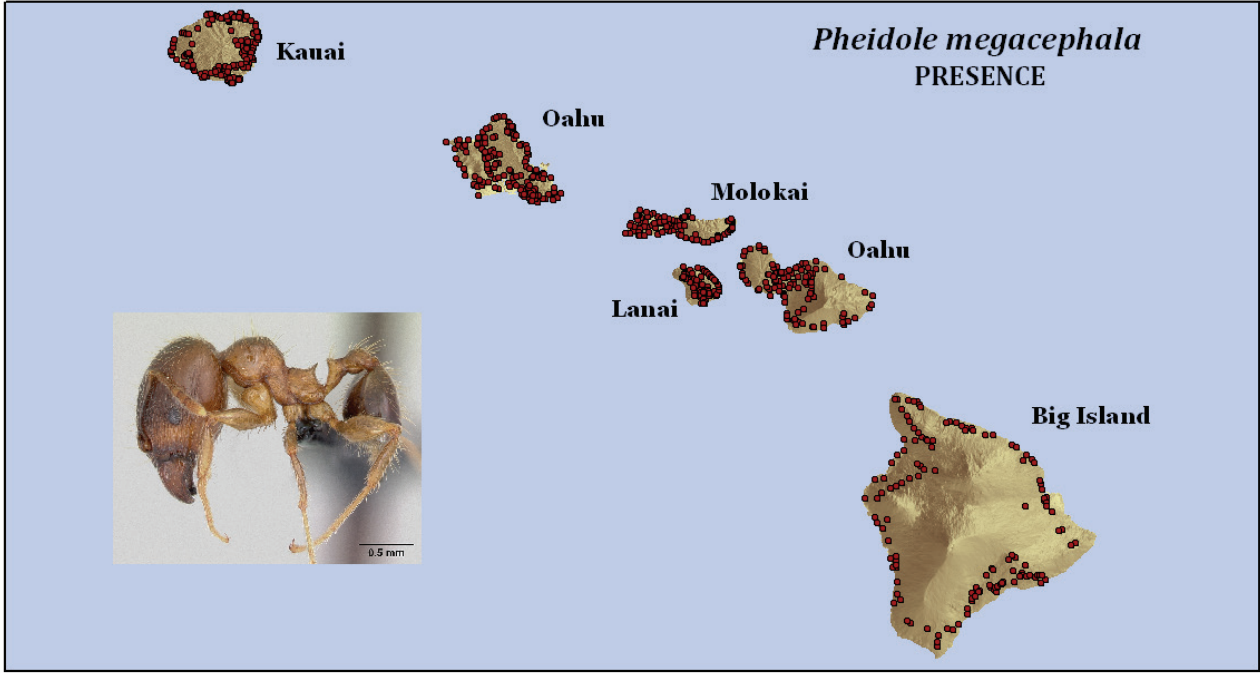 Pheidole megacephala
PRESENCE
Kauai
Oahu
Molokai
Oahu
Lanai
Big Island
0.5 mm